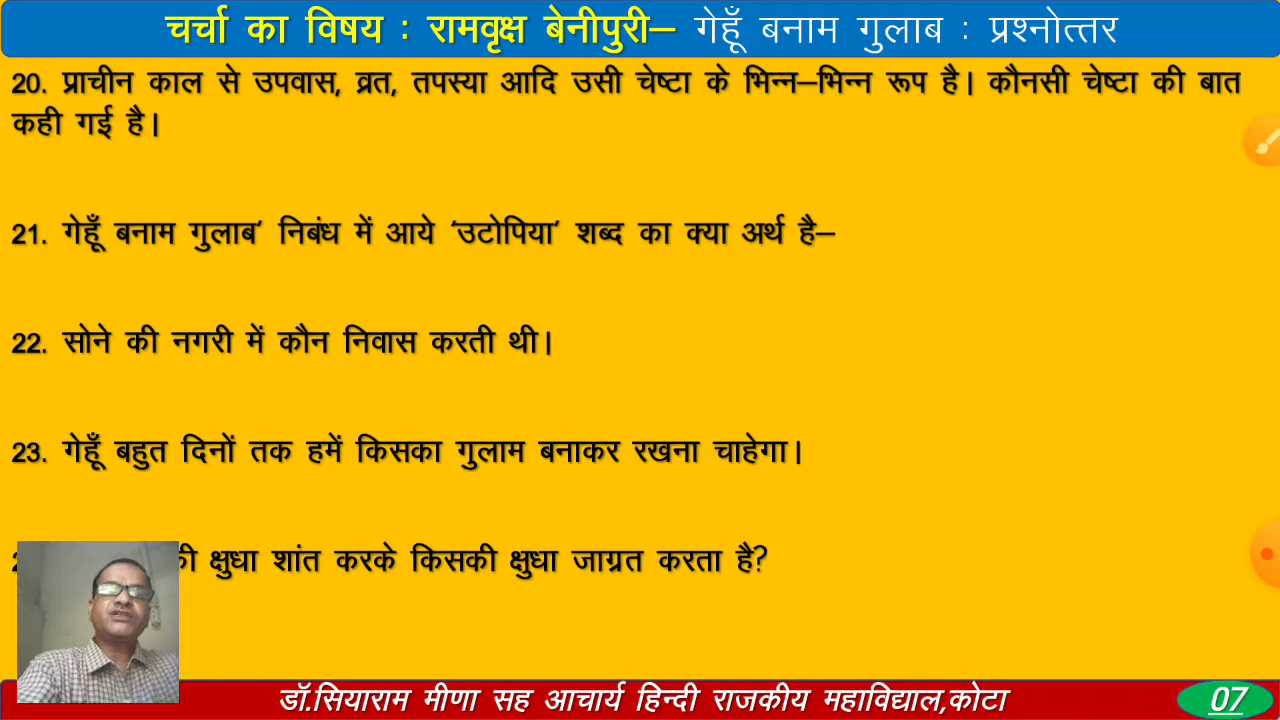 चर्चा का विषय : रामवृक्ष बेनीपुरी– गेहूँ बनाम गुलाब : प्रश्नोत्तर
20. प्राचीन काल से उपवास, व्रत, तपस्या आदि उसी चेष्टा के भिन्न–भिन्न रूप है। कौनसी चेष्टा की बात
कही गई है।
21. गेहूँ बनाम गुलाब’ निबंध में आये ‘उटोपिया’ शब्द का क्या अर्थ है–
22. सोने की नगरी में कौन निवास करती थी।
23. गेहूँ बहुत दिनों तक हमें किसका गुलाम बनाकर रखना चाहेगा।
की क्षुधा शांत करके किसकी क्षुधा जाग्रत करता है?
डॉ.सियाराम मीणा सह आचार्य हिन्दी राजकीय महाविद्याल,कोटा
07